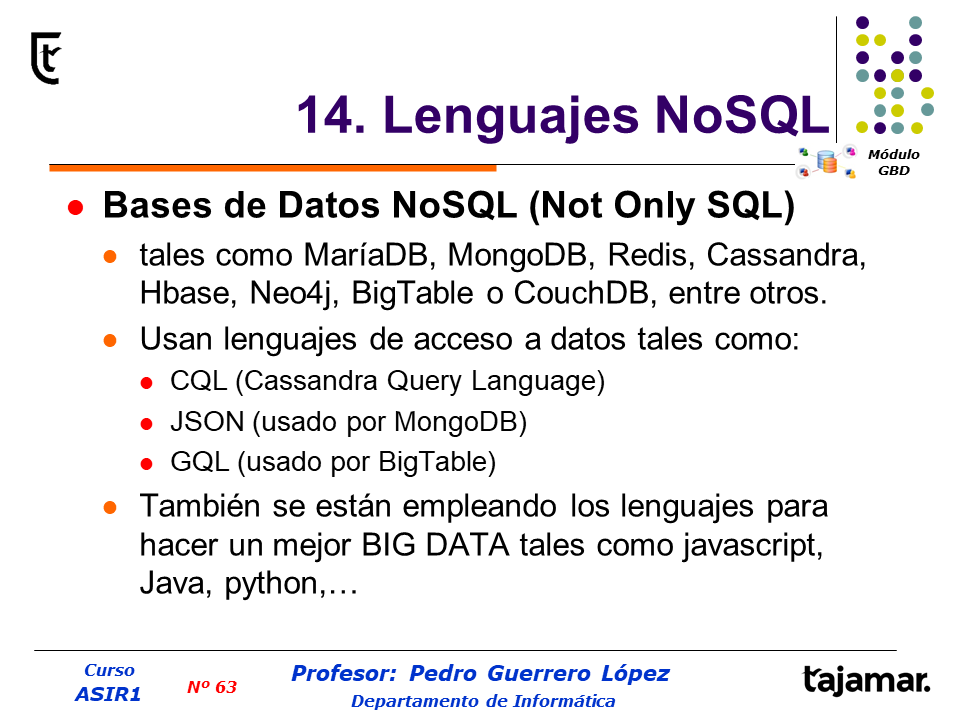 14. Lenguajes NoSQL
Módulo
GBD
Bases de Datos NoSQL (Not Only SQL)
tales como MaríaDB, MongoDB, Redis, Cassandra,
Hbase, Neo4j, BigTable o CouchDB, entre otros.
Usan lenguajes de acceso a datos tales como:
CQL (Cassandra Query Language)
JSON (usado por MongoDB)
GQL (usado por BigTable)
También se están empleando los lenguajes para
hacer un mejor BIG DATA tales como javascript,
Java, python,…
Curso
ASIR1
Nº 63
Profesor: Pedro Guerrero López
Departamento de Informática
tajamar.